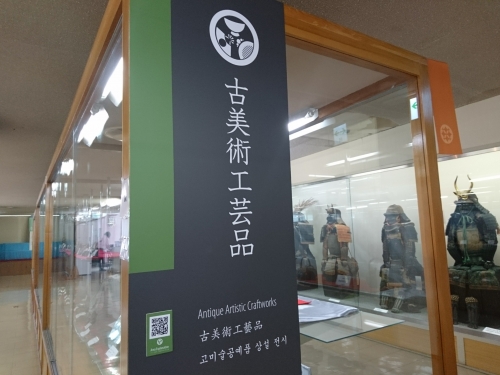 古美術工芸品
Antique Artistic Craftworks
古美術工藝品
고미술공예품 상설 전시